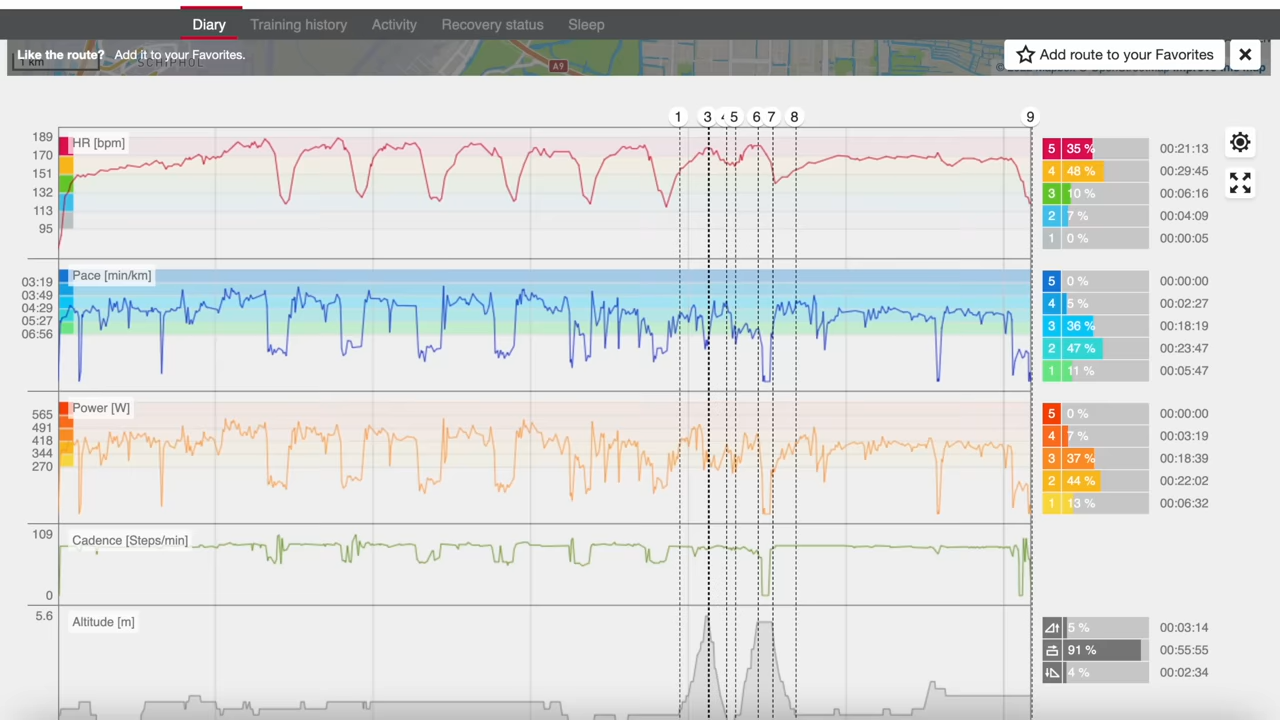 Diary Training history Activity Recovery status Sleep
Like the route? Add it to your Favorites.
Add route to your Favorites
1 km
A9
1 3 4 5 6 7 8 9
HR [bpm]
189
170
151
132
113
95
5 35 % 00:21:13
4 48 % 00:29:45
3 10 % 00:06:16
2 7 % 00:04:09
1 0 % 00:00:05
Pace [min/km]
03:19
03:49
04:29
05:27
06:56
5 0 % 00:00:00
4 5 % 00:02:27
3 36 % 00:18:19
2 47 % 00:23:47
1 11 % 00:05:47
Power [W]
565
491
418
344
270
5 0 % 00:00:00
4 7 % 00:03:19
3 37 % 00:18:39
2 44 % 00:22:02
1 13 % 00:06:32
Cadence [Steps/min]
109
0
Altitude [m]
5.6
5 % 00:03:14
91 % 00:55:55
4 % 00:02:34